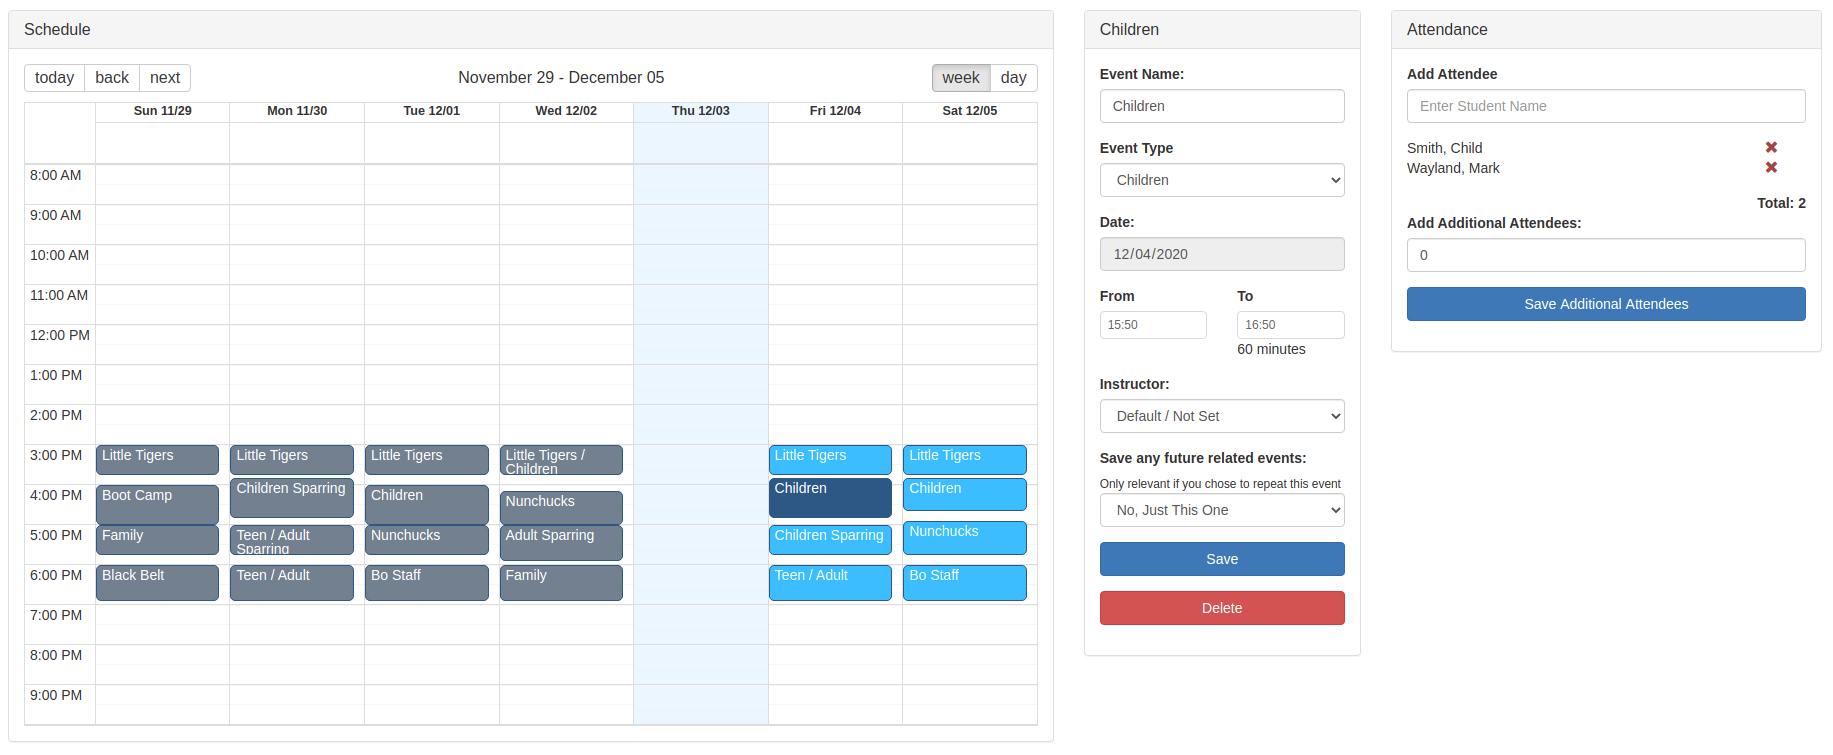 Schedule
today back next
November 29 - December 05
week day
Sun 11/29 Mon 11/30 Tue 12/01 Wed 12/02 Thu 12/03 Fri 12/04 Sat 12/05
8:00 AM
9:00 AM
10:00 AM
11:00 AM
12:00 PM
1:00 PM
2:00 PM
3:00 PM
4:00 PM
5:00 PM
6:00 PM
7:00 PM
8:00 PM
9:00 PM
Little Tigers
Boot Camp
Family
Black Belt
Little Tigers
Children Sparring
Teen / Adult
Sparring
Teen / Adult
Little Tigers
Children
Nunchucks
Bo Staff
Little Tigers /
Children
Nunchucks
Adult Sparring
Family
Little Tigers
Children
Children Sparring
Teen / Adult
Little Tigers
Children
Nunchucks
Bo Staff
Children
Event Name:
Children
Event Type
Children
Date:
12/04/2020
From To
15:50 16:50
60 minutes
Instructor:
Default / Not Set
Save any future related events:
Only relevant if you chose to repeat this event
No, Just This One
Save
Delete
Attendance
Add Attendee
Enter Student Name
Smith, Child
Wayland, Mark
Total: 2
Add Additional Attendees:
0
Save Additional Attendees